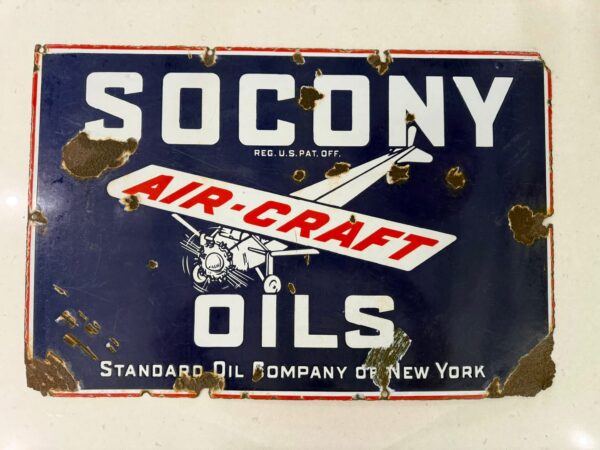 SOCONY
REG. U.S. PAT. OFF.
AIR-CRAFT
OILS
STANDARD OIL COMPANY OF NEW YORK